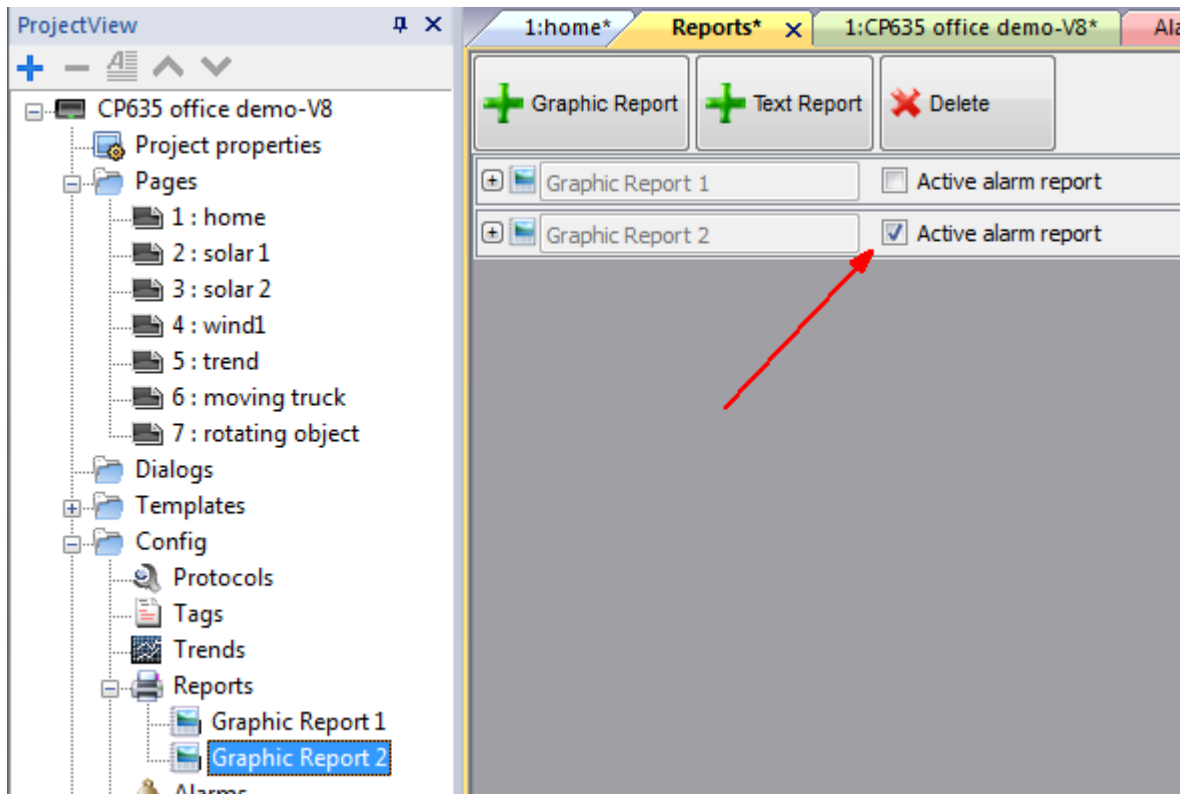 ProjectView
CP635 office demo-V8
Project properties
Pages
1 : home
2 : solar 1
3 : solar 2
4 : wind1
5 : trend
6 : moving truck
7 : rotating object
Dialogs
Templates
Config
Protocols
Tags
Trends
Reports
Graphic Report 1
Graphic Report 2
Alarms
1:home* Reports* 1:CP635 office demo-V8* Ala
Graphic Report Text Report Delete
Graphic Report 1 Active alarm report
Graphic Report 2 Active alarm report